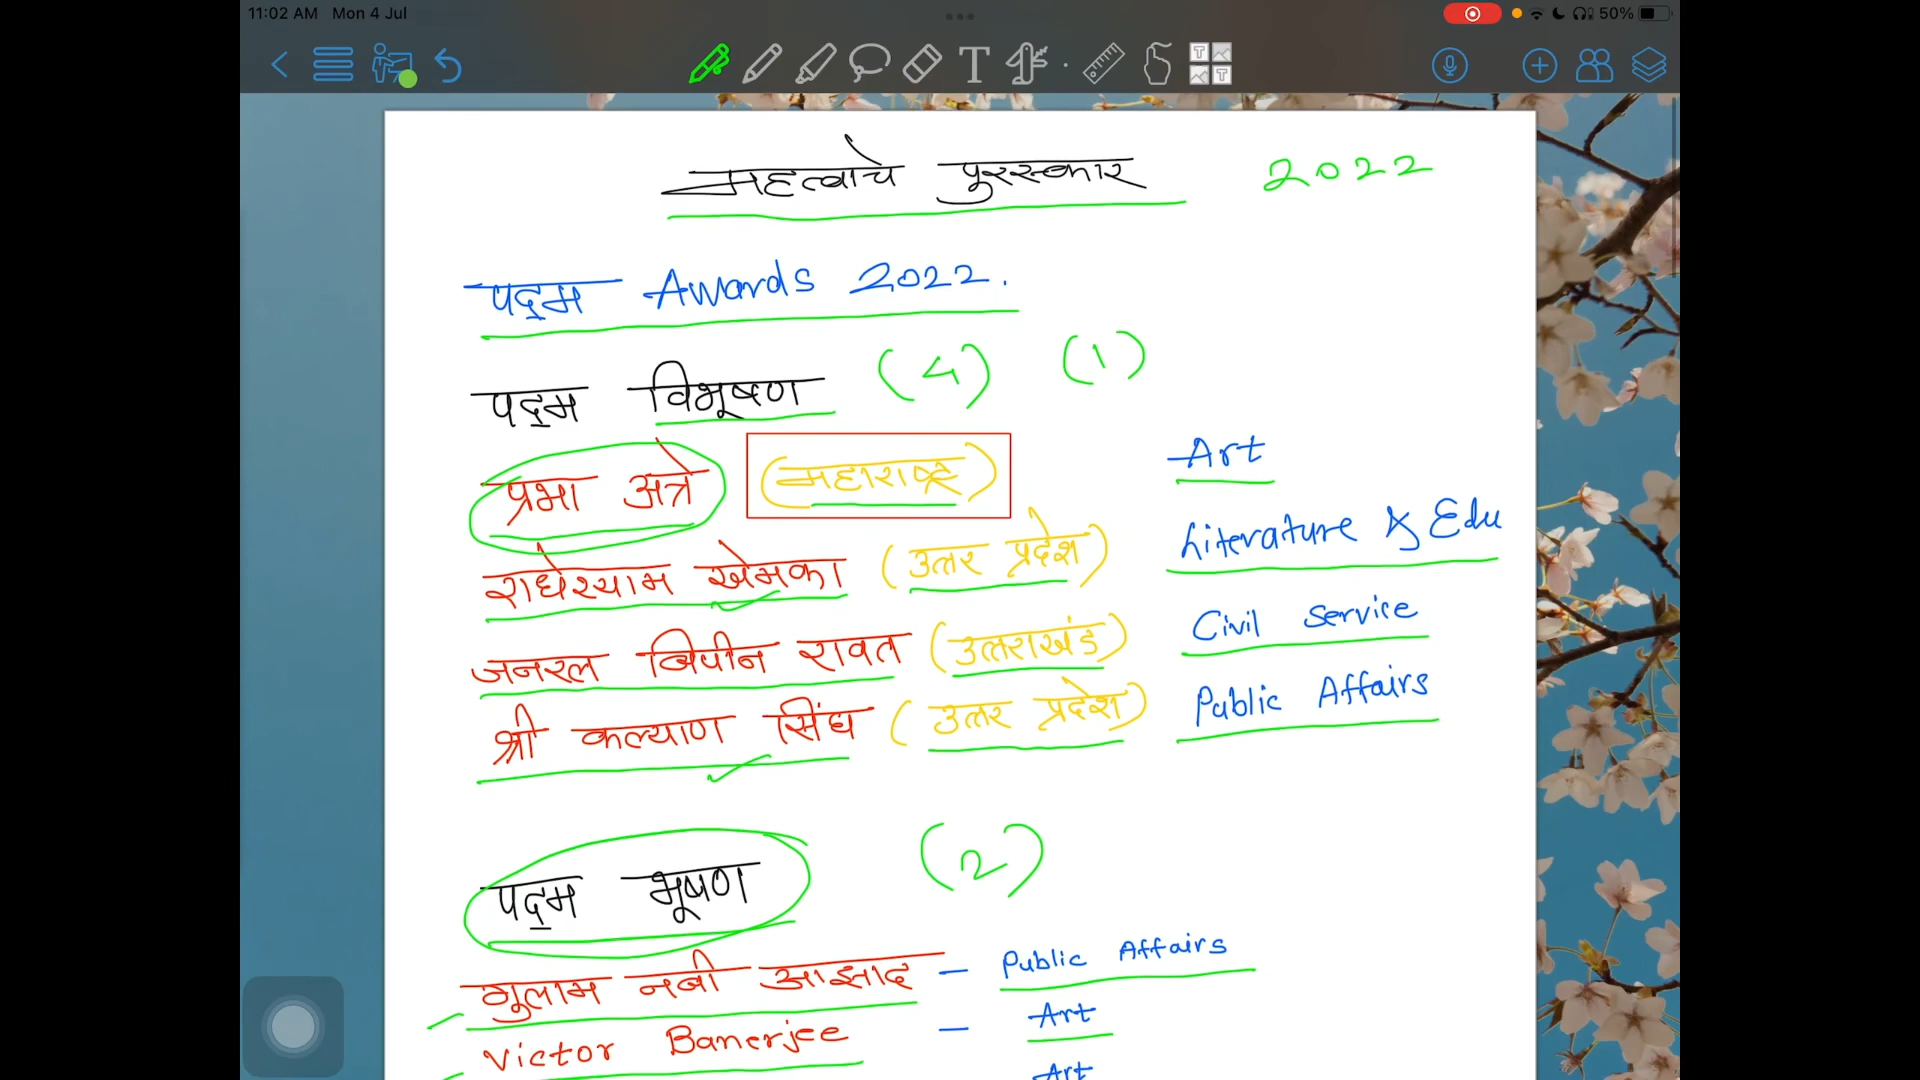 11:02 AM Mon 4 Jul 50%
महत्वाचे पुरस्कार 2022
पद्म Awards 2022.
पद्म विभूषण (4) (1)
प्रभा अत्रे (महाराष्ट्र) Art
राधेश्याम खेमका (उत्तर प्रदेश) Literature & Edu
जनरल बिपीन रावत (उत्तराखंड) Civil Service
श्री कल्याण सिंघ (उत्तर प्रदेश) Public Affairs
पद्म भूषण (2)
गुलाम नबी आझाद - Public Affairs
Victor Banerjee - Art
Art